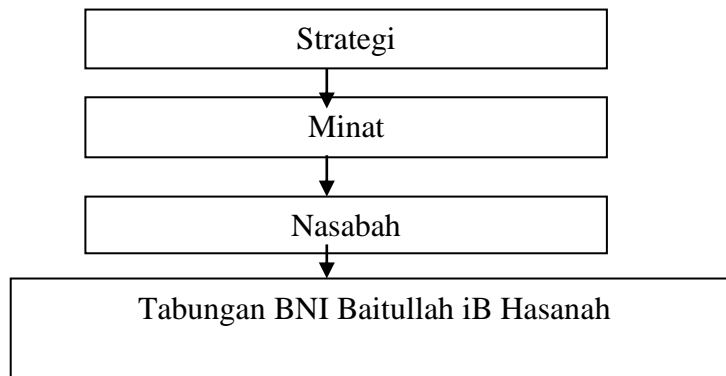 Strategi
Minat
Nasabah
Tabungan BNI Baitullah iB Hasanah